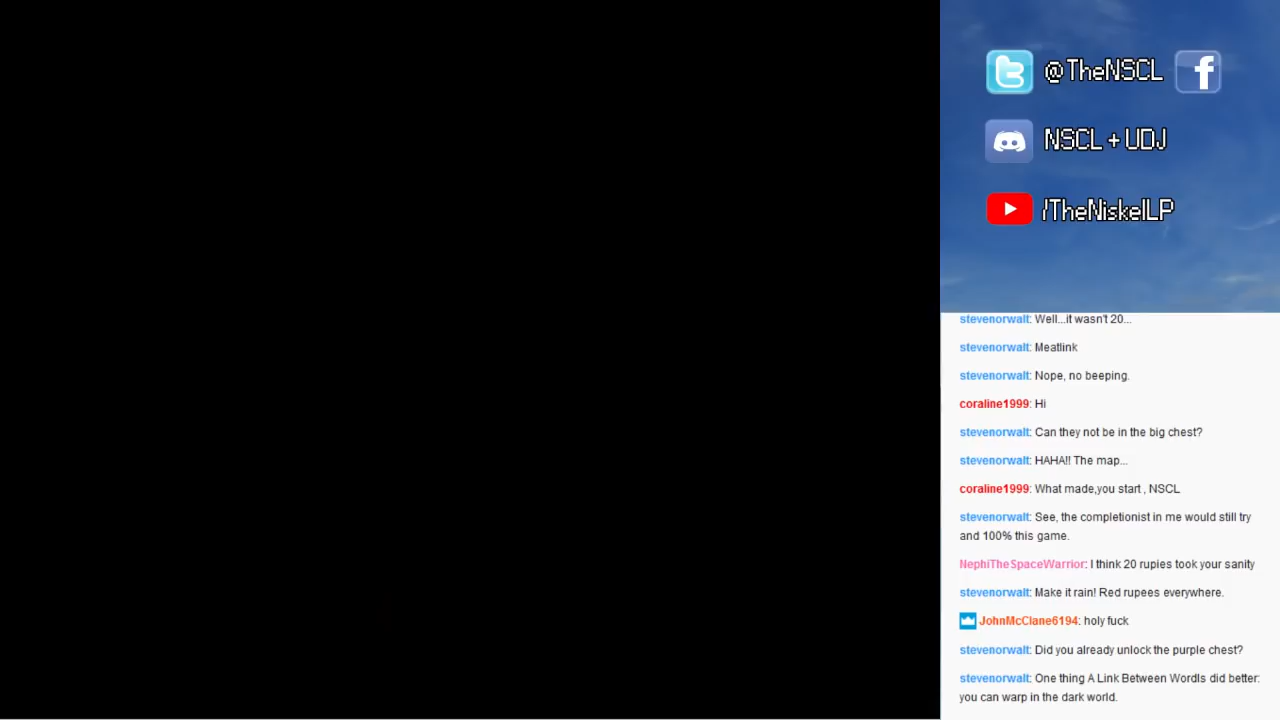 @TheNSCL
NSCL + UDJ
/TheNiskelLP
stevenorwalt: Well...it wasn't 20...
stevenorwalt: Meatlink
stevenorwalt: Nope, no beeping.
coraline1999: Hi
stevenorwalt: Can they not be in the big chest?
stevenorwalt: HAHA!! The map...
coraline1999: What made,you start , NSCL
stevenorwalt: See, the completionist in me would still try
and 100% this game.
NephiTheSpaceWarrior: I think 20 rupies took your sanity
stevenorwalt: Make it rain! Red rupees everywhere.
JohnMcClane6194: holy fuck
stevenorwalt: Did you already unlock the purple chest?
stevenorwalt: One thing A Link Between Wordls did better:
you can warp in the dark world.